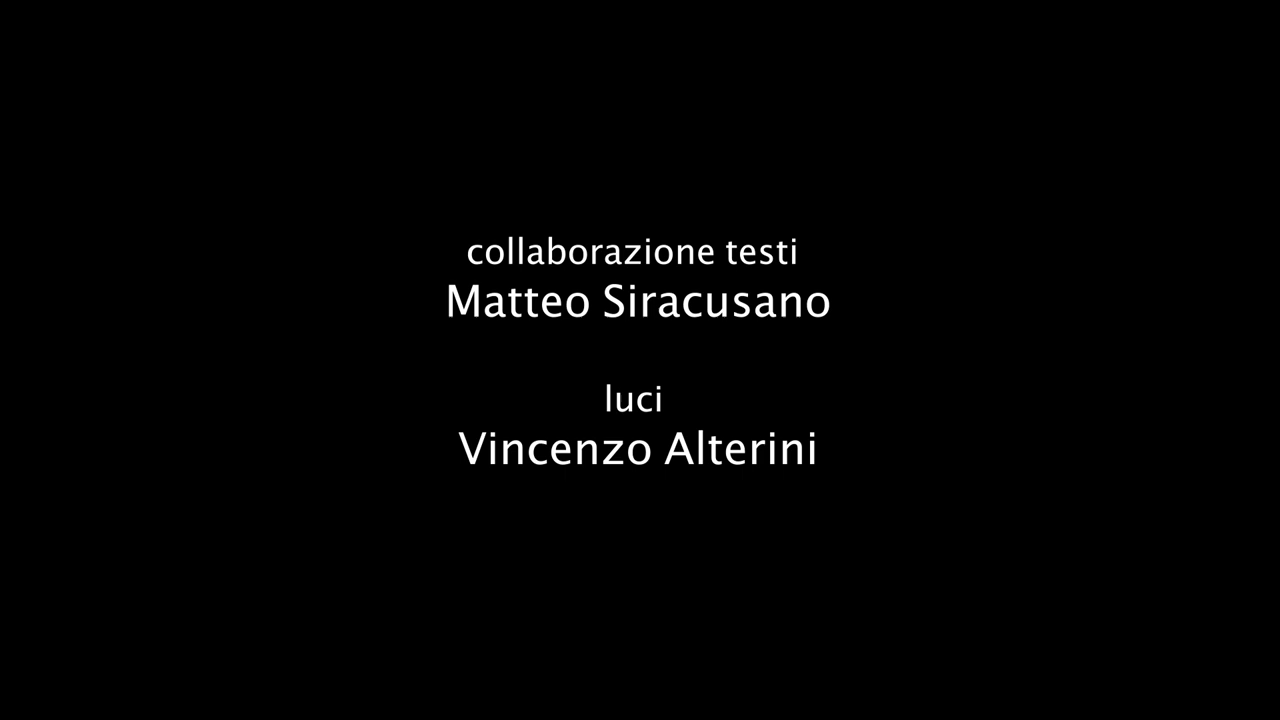 collaborazione testi
Matteo Siracusano
luci
Vincenzo Alterini